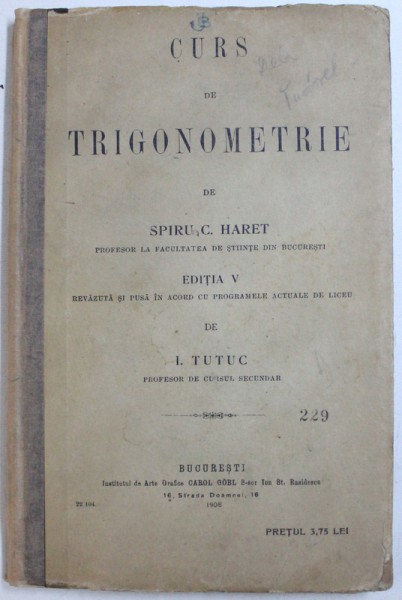 CURS
DE
TRIGONOMETRIE
DE
SPIRU C. HARET
PROFESOR LA FACULTATEA DE ȘTIINȚE DIN BUCUREȘTI
EDIȚIA V
REVĂZUTĂ ȘI PUSĂ ÎN ACORD CU PROGRAMELE ACTUALE DE LICEU
DE
I. TUTUC
PROFESOR DE CURSUL SECUNDAR
229
BUCUREȘTI
Institutul de Arte Grafice CAROL GÖBL S-sor Ion St. Rasidescu
16, Strada Doamnei, 16
22.104.
PREȚUL 3,75 LEI